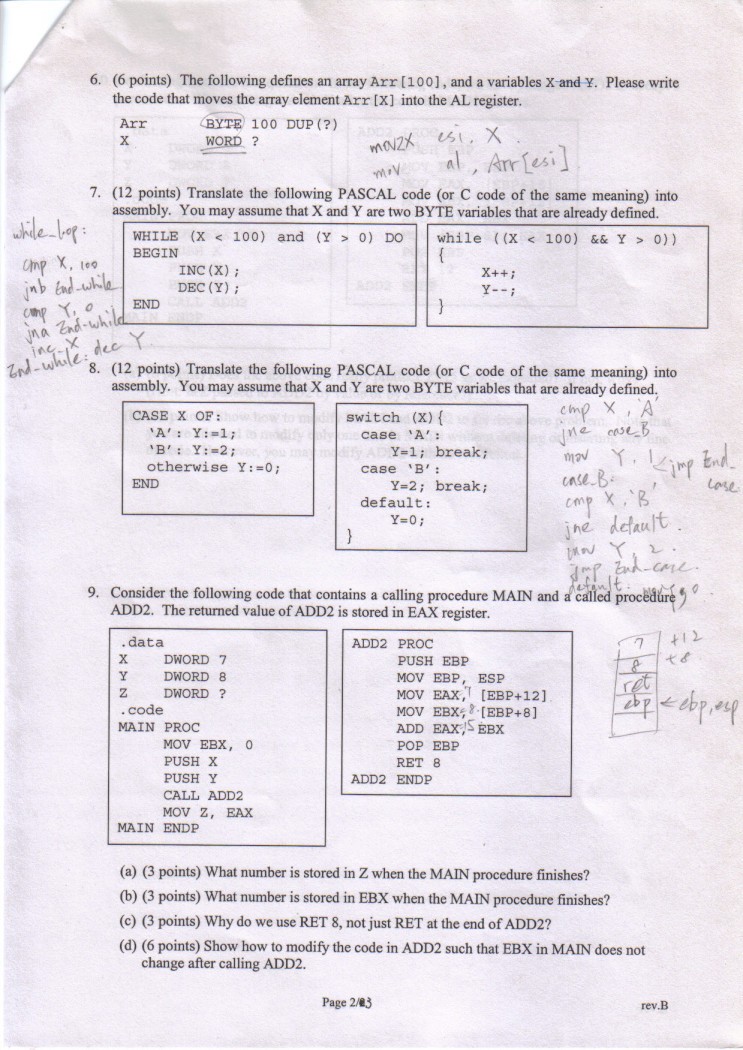 6. (6 points) The following defines an array Arr[100], and a variables X and Y. Please write
the code that moves the array element Arr[X] into the AL register.
Arr BYTE 100 DUP(?)
X WORD ?
movzx esi, X
mov al, Arr[esi].
7. (12 points) Translate the following PASCAL code (or C code of the same meaning) into
assembly. You may assume that X and Y are two BYTE variables that are already defined.
while_loop:
cmp X, 100
jnb End-while
cmp Y, 0
jna End-while
inc X
End-while: dec Y.
WHILE (X < 100) and (Y > 0) DO
BEGIN
INC(X);
DEC(Y);
END
while ((X < 100) && Y > 0))
{
X++;
Y--;
}
8. (12 points) Translate the following PASCAL code (or C code of the same meaning) into
assembly. You may assume that X and Y are two BYTE variables that are already defined.
CASE X OF:
'A': Y:=1;
'B': Y:=2;
otherwise Y:=0;
END
switch (X){
case 'A':
Y=1; break;
case 'B':
Y=2; break;
default:
Y=0;
}
cmp X, 'A'
jne case_B
mov Y, 1 jmp End-case
case_B:
cmp X, 'B'
jne default.
mov Y, 2.
jmp End-case.
default: mov
9. Consider the following code that contains a calling procedure MAIN and a called procedure
ADD2. The returned value of ADD2 is stored in EAX register.
.data
X DWORD 7
Y DWORD 8
Z DWORD ?
.code
MAIN PROC
MOV EBX, 0
PUSH X
PUSH Y
CALL ADD2
MOV Z, EAX
MAIN ENDP
ADD2 PROC
PUSH EBP
MOV EBP, ESP
MOV EAX, 7 [EBP+12]
MOV EBX, 8 [EBP+8]
ADD EAX, 15 EBX
POP EBP
RET 8
ADD2 ENDP
7 +12
8 +8
ret
ebp ← ebp, esp
(a) (3 points) What number is stored in Z when the MAIN procedure finishes?
(b) (3 points) What number is stored in EBX when the MAIN procedure finishes?
(c) (3 points) Why do we use RET 8, not just RET at the end of ADD2?
(d) (6 points) Show how to modify the code in ADD2 such that EBX in MAIN does not
change after calling ADD2.
Page 2/3
rev.B